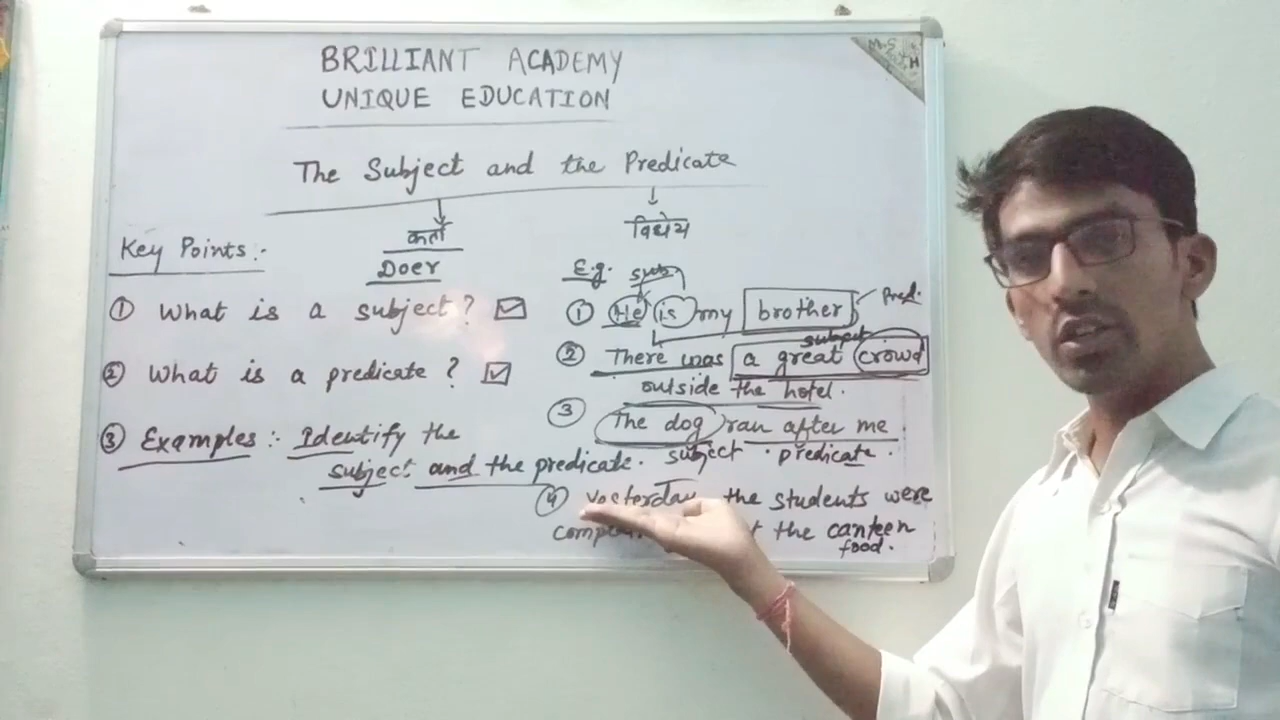 BRILLIANT ACADEMY
UNIQUE EDUCATION
The Subject and the Predicate
कर्ता
विधेय
Doer
Key Points:-
① What is a subject?
② What is a predicate?
③ Examples:- Identify the
subject and the predicate.
E.g. sub.
① He is my brother Pred.
subject
② There was a great crowd
outside the hotel.
③ The dog ran after me
subject predicate.
④ Yesterday the students were
the canteen
food.